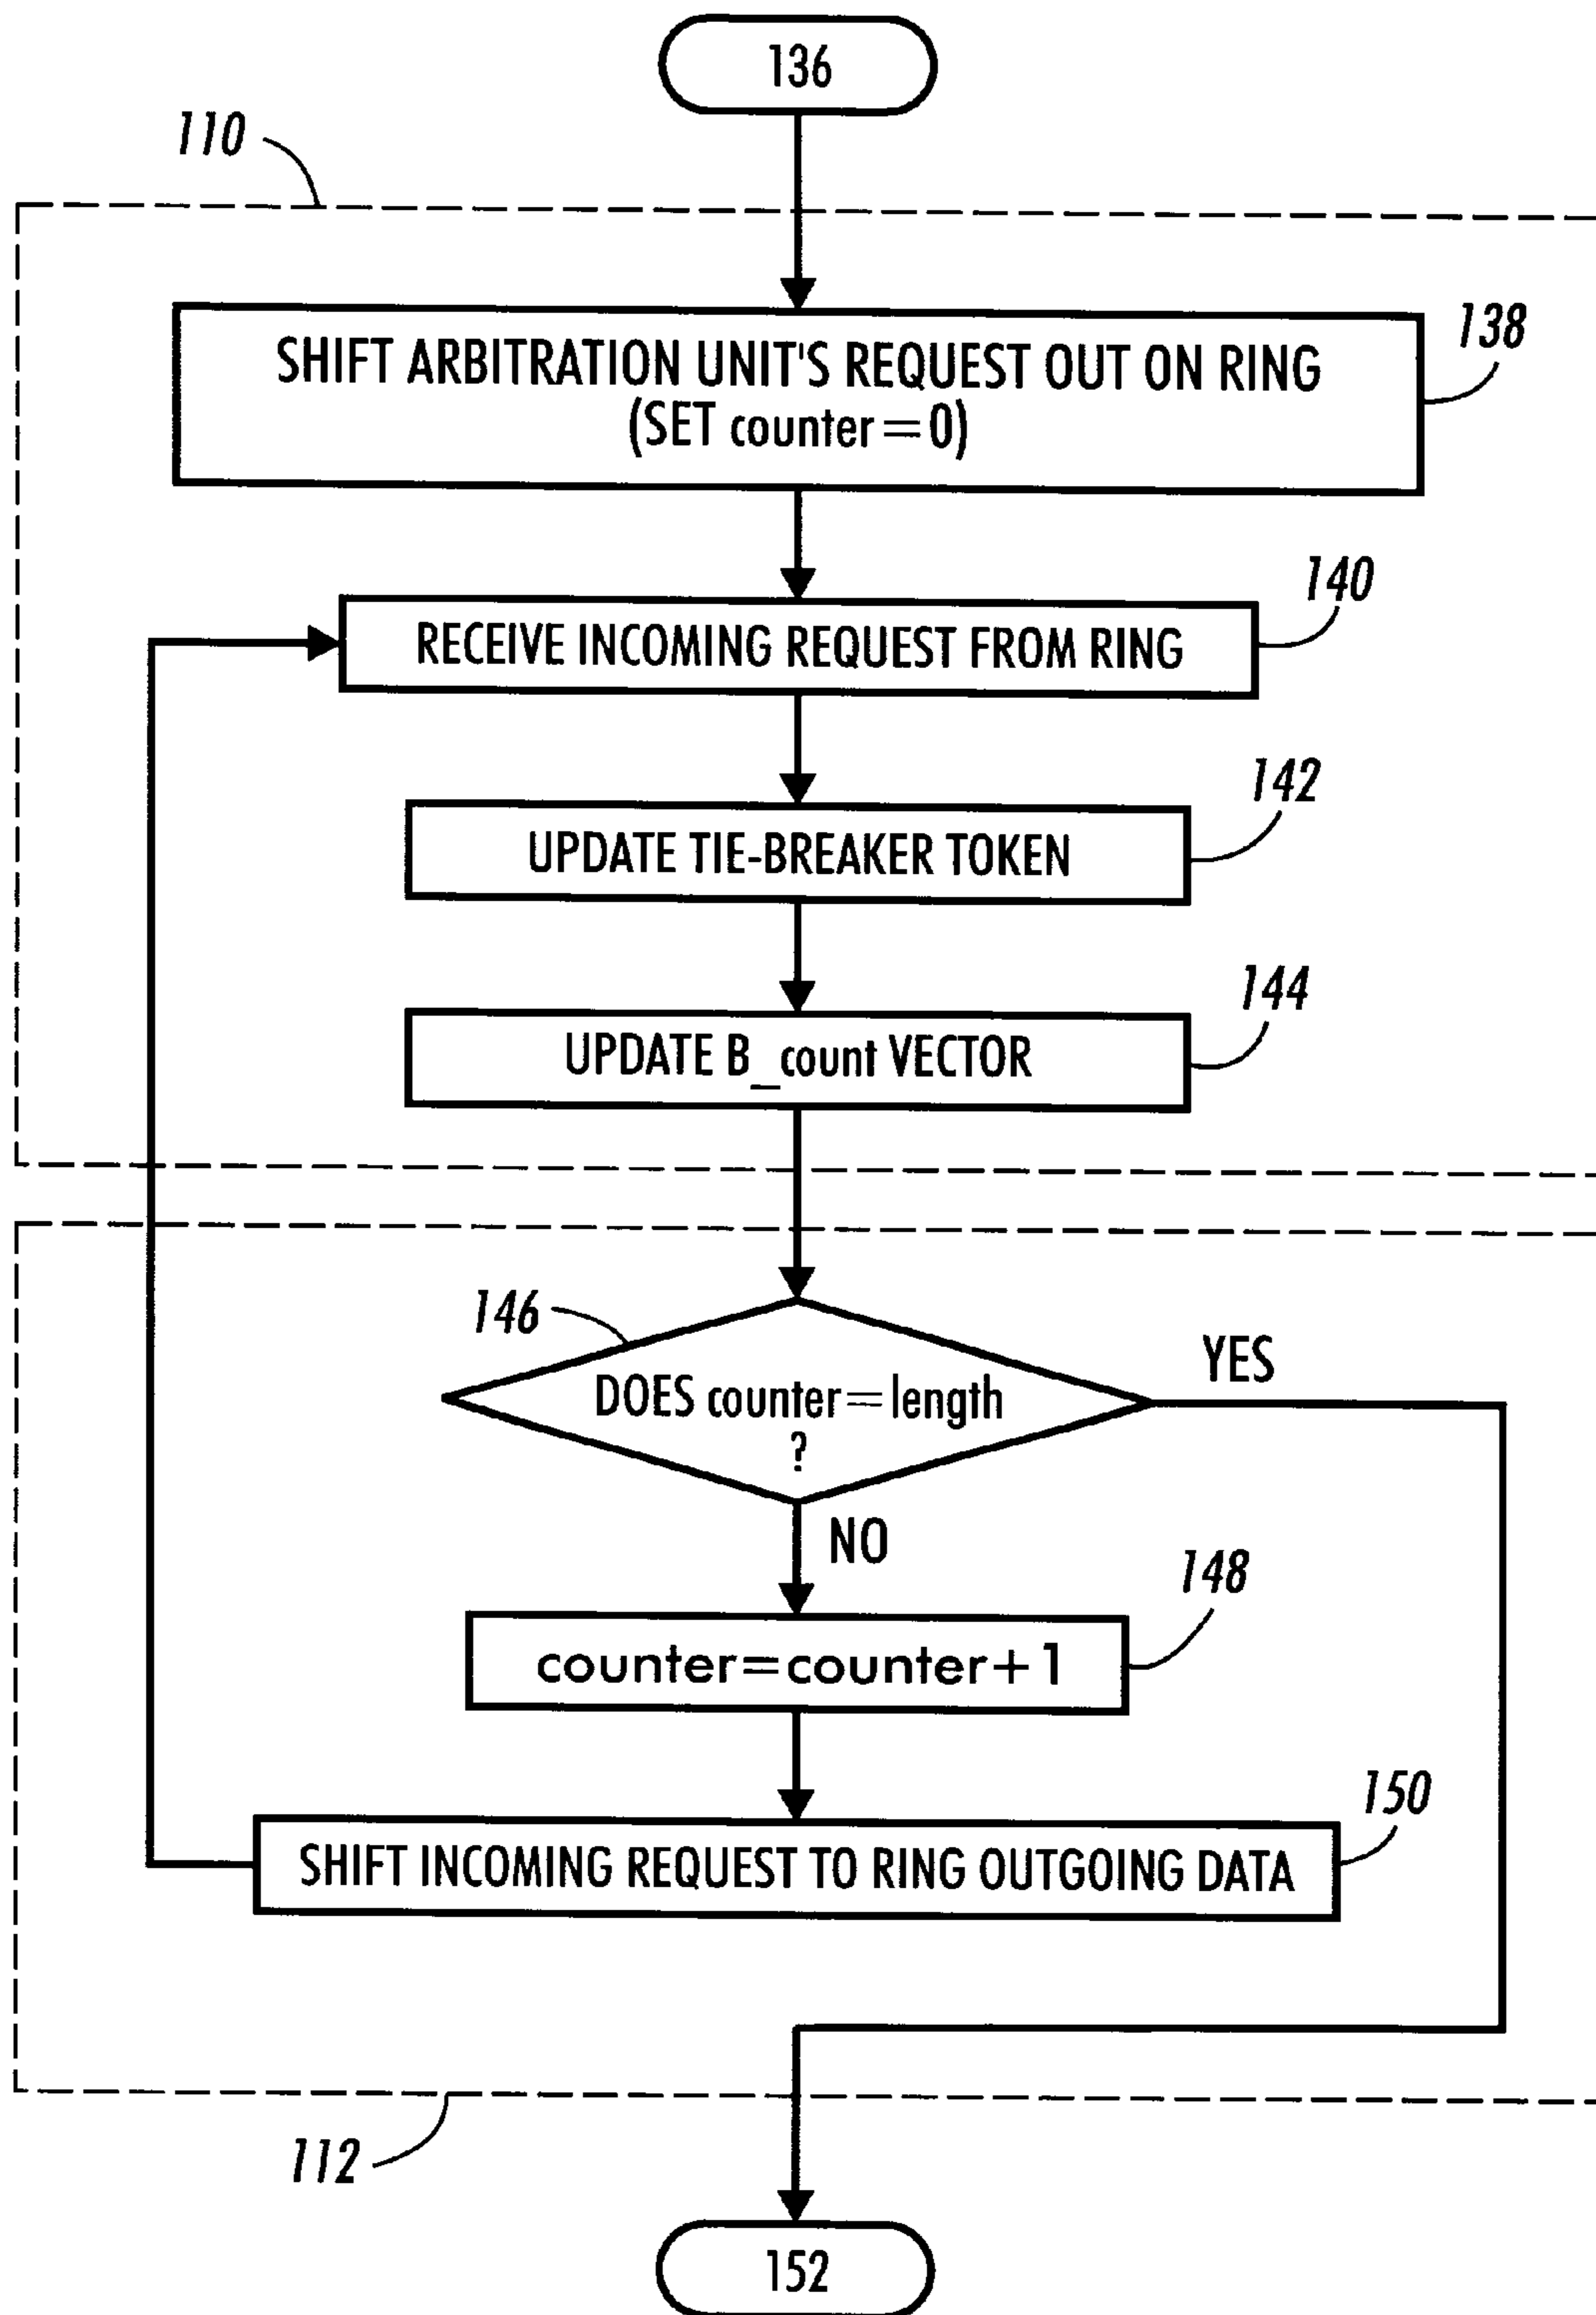 136
110
SHIFT ARBITRATION UNIT'S REQUEST OUT ON RING
(SET counter=0)
138
RECEIVE INCOMING REQUEST FROM RING
140
UPDATE TIE-BREAKER TOKEN
142
UPDATE B_count VECTOR
144
146
DOES counter=length
?
YES
NO
counter=counter+1
148
SHIFT INCOMING REQUEST TO RING OUTGOING DATA
150
112
152